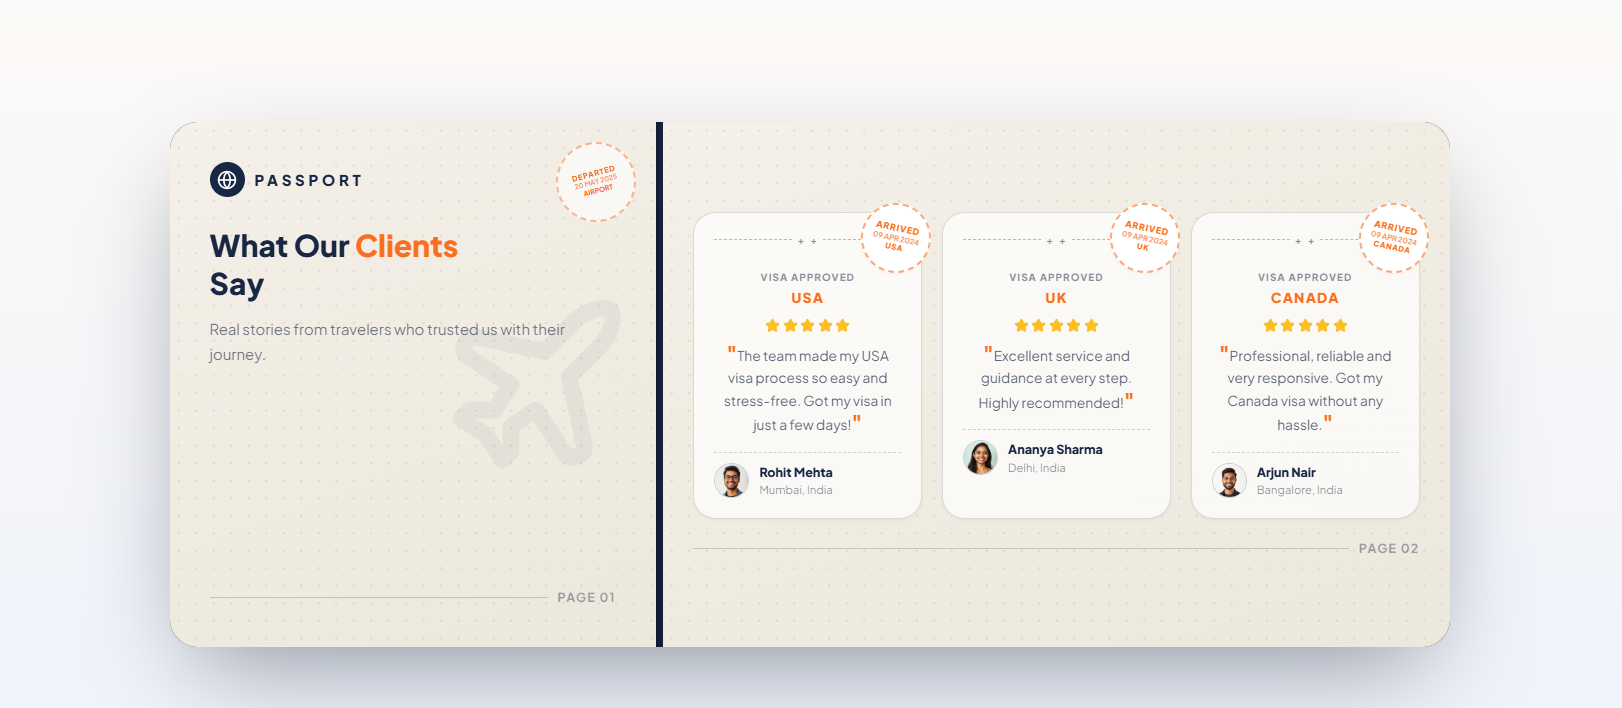 PASSPORT
DEPARTED
20 MAY 2025
AIRPORT
What Our Clients
Say
Real stories from travelers who trusted us with their
journey.
PAGE 01
ARRIVED
09 APR 2024
USA
VISA APPROVED
USA
"The team made my USA
visa process so easy and
stress-free. Got my visa in
just a few days!"
Rohit Mehta
Mumbai, India
ARRIVED
09 APR 2024
UK
VISA APPROVED
UK
"Excellent service and
guidance at every step.
Highly recommended!"
Ananya Sharma
Delhi, India
ARRIVED
09 APR 2024
CANADA
VISA APPROVED
CANADA
"Professional, reliable and
very responsive. Got my
Canada visa without any
hassle."
Arjun Nair
Bangalore, India
PAGE 02